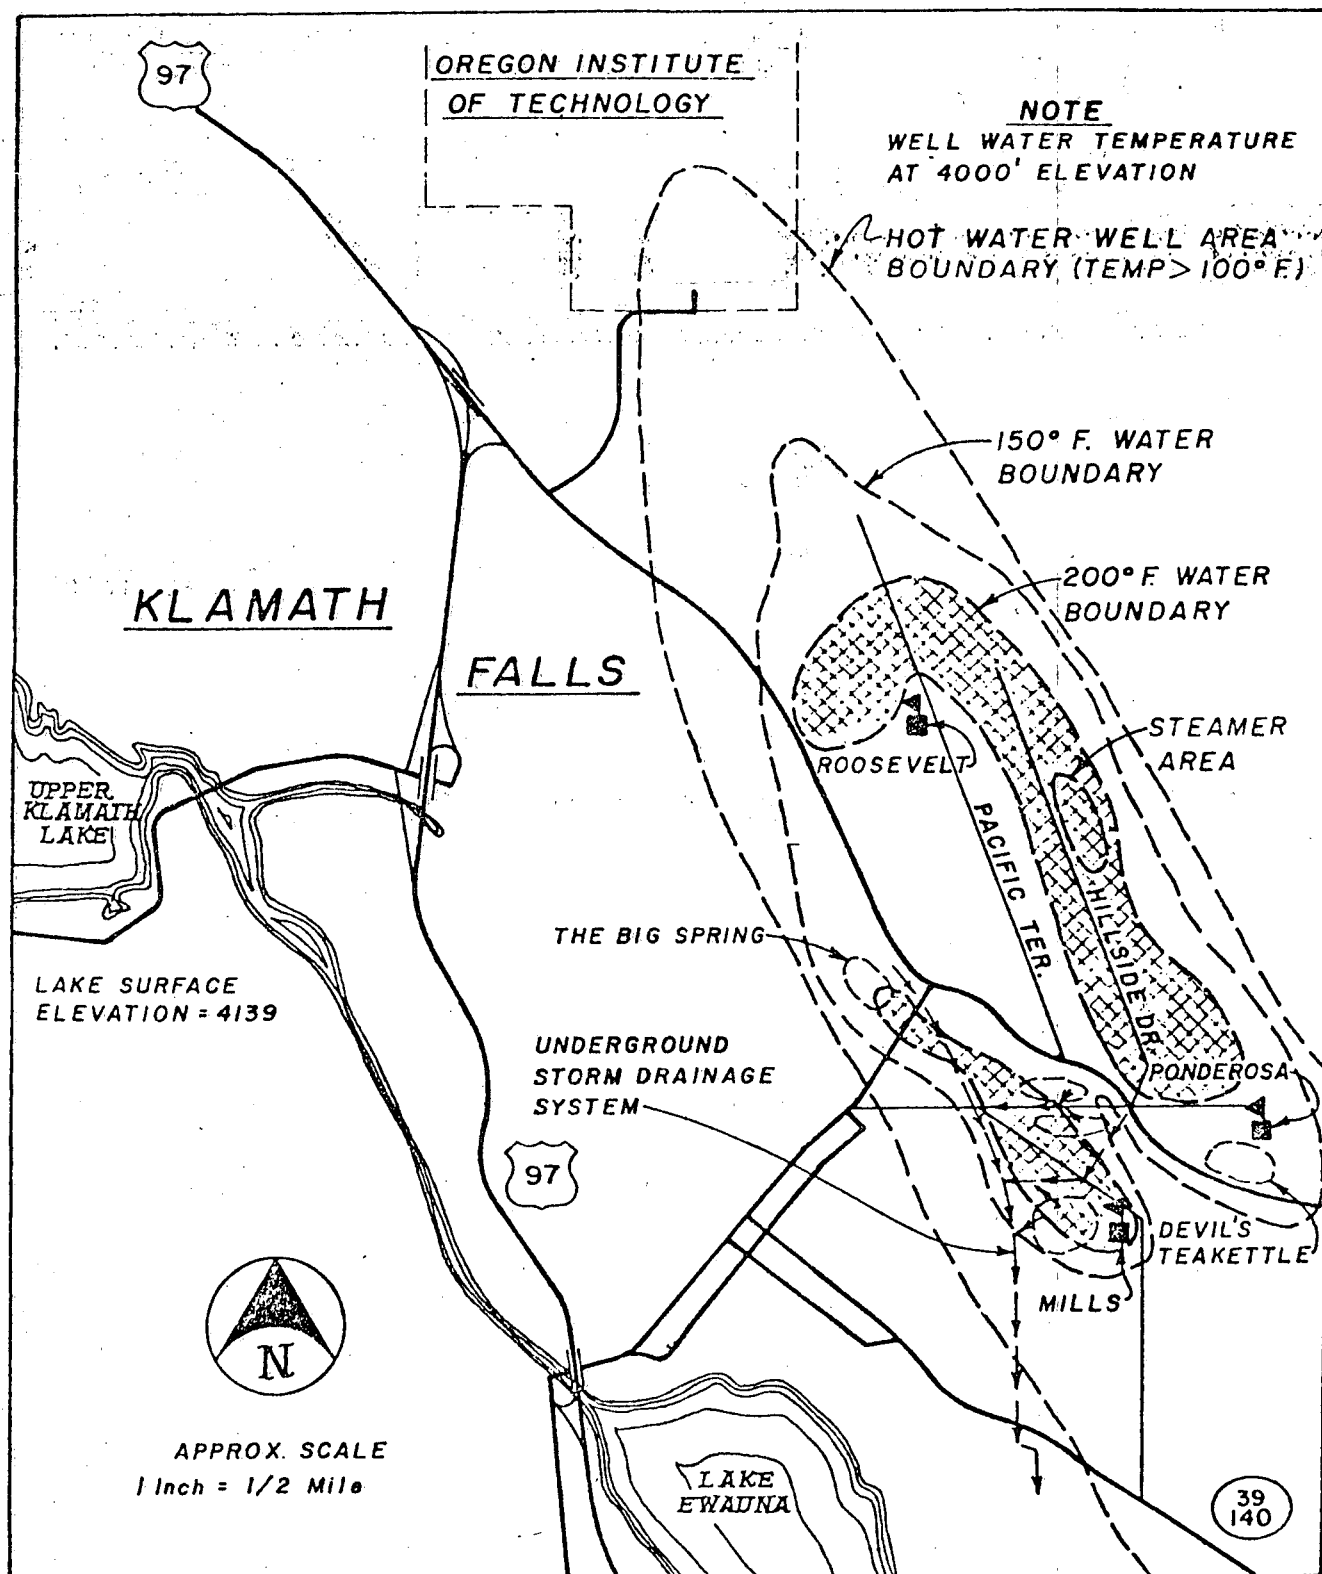 97
OREGON INSTITUTE
OF TECHNOLOGY
NOTE
WELL WATER TEMPERATURE
AT 4000' ELEVATION
HOT WATER WELL AREA
BOUNDARY (TEMP > 100° F.)
150° F. WATER
BOUNDARY
200° F. WATER
BOUNDARY
KLAMATH
FALLS
STEAMER
AREA
ROOSEVELT
UPPER
KLAMATH
LAKE
PACIFIC TER.
HILLSIDE DR.
THE BIG SPRING
LAKE SURFACE
ELEVATION = 4139
UNDERGROUND
STORM DRAINAGE
SYSTEM
PONDEROSA
97
DEVIL'S
TEAKETTLE
MILLS
N
APPROX. SCALE
1 Inch = 1/2 Mile
LAKE
EWAUNA
39
140